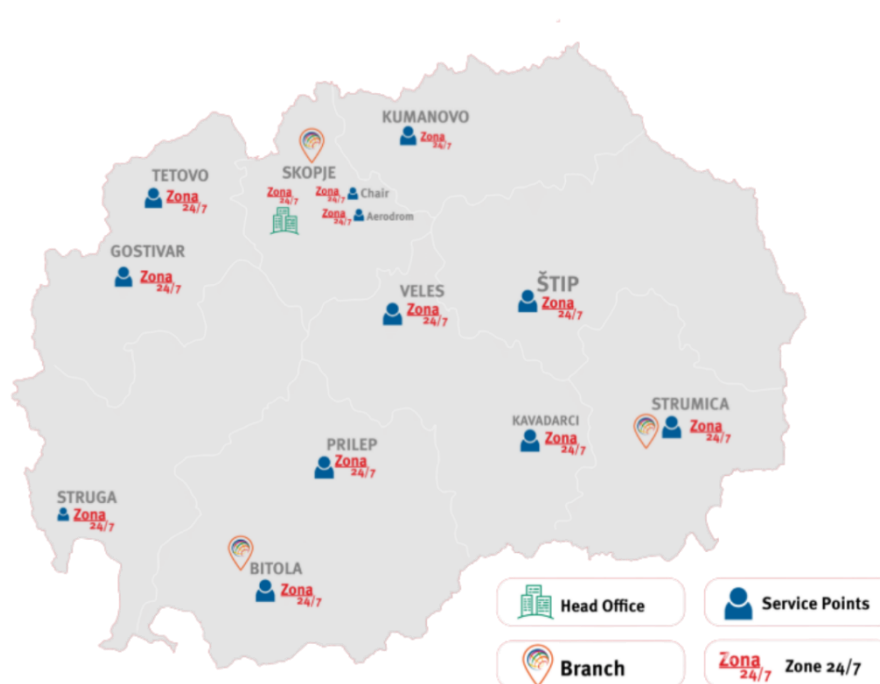 KUMANOVO
Zona
24/7
SKOPJE
Zona
24/7
Zona
24/7
Chair
Zona
24/7
Aerodrom
TETOVO
Zona
24/7
GOSTIVAR
Zona
24/7
VELES
Zona
24/7
ŠTIP
Zona
24/7
STRUMICA
Zona
24/7
KAVADARCI
Zona
24/7
PRILEP
Zona
24/7
STRUGA
Zona
24/7
BITOLA
Zona
24/7
Head Office
Service Points
Branch
Zona
24/7
Zone 24/7